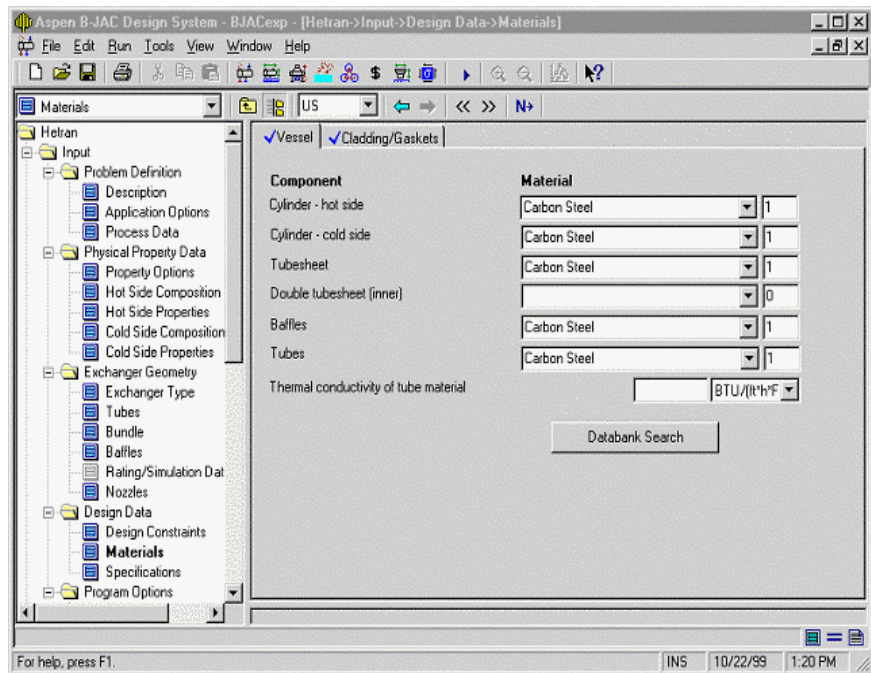 Aspen B-JAC Design System - BJACexp - [Hetran->Input->Design Data->Materials]
File Edit Run Tools View Window Help
Materials
US
N
Hetran
Input
Problem Definition
Description
Application Options
Process Data
Physical Property Data
Property Options
Hot Side Composition
Hot Side Properties
Cold Side Composition
Cold Side Properties
Exchanger Geometry
Exchanger Type
Tubes
Bundle
Baffles
Rating/Simulation Dat
Nozzles
Design Data
Design Constraints
Materials
Specifications
Program Options
Vessel Cladding/Gaskets
Component Material
Cylinder - hot side Carbon Steel 1
Cylinder - cold side Carbon Steel 1
Tubesheet Carbon Steel 1
Double tubesheet (inner) 0
Baffles Carbon Steel 1
Tubes Carbon Steel 1
Thermal conductivity of tube material BTU/(ft*h*F
Databank Search
For help, press F1. INS 10/22/99 1:20 PM